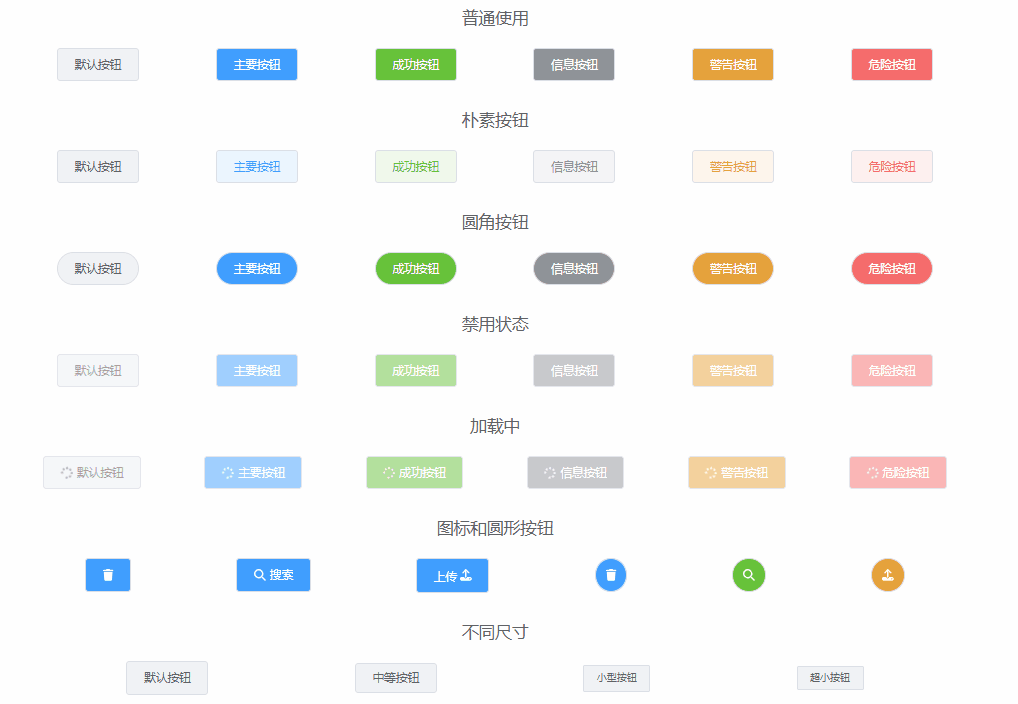 普通使用
默认按钮 主要按钮 成功按钮 信息按钮 警告按钮 危险按钮
朴素按钮
默认按钮 主要按钮 成功按钮 信息按钮 警告按钮 危险按钮
圆角按钮
默认按钮 主要按钮 成功按钮 信息按钮 警告按钮 危险按钮
禁用状态
默认按钮 主要按钮 成功按钮 信息按钮 警告按钮 危险按钮
加载中
默认按钮 主要按钮 成功按钮 信息按钮 警告按钮 危险按钮
图标和圆形按钮
搜索 上传
不同尺寸
默认按钮 中等按钮 小型按钮 超小按钮